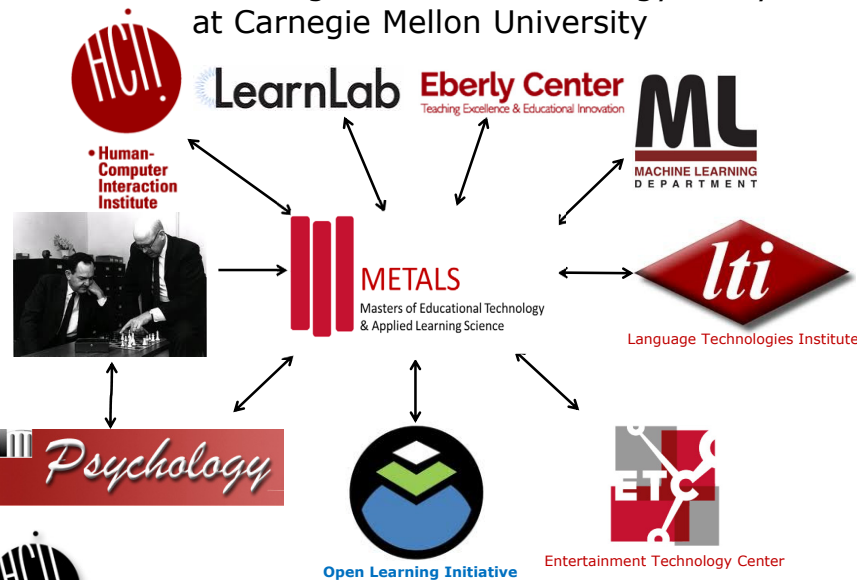 at Carnegie Mellon University
HCII
LearnLab
Eberly Center
Teaching Excellence & Educational Innovation
ML
MACHINE LEARNING
DEPARTMENT
• Human-
Computer
Interaction
Institute
METALS
Masters of Educational Technology
& Applied Learning Science
lti
Language Technologies Institute
Psychology
ETC
Entertainment Technology Center
Open Learning Initiative
HCII